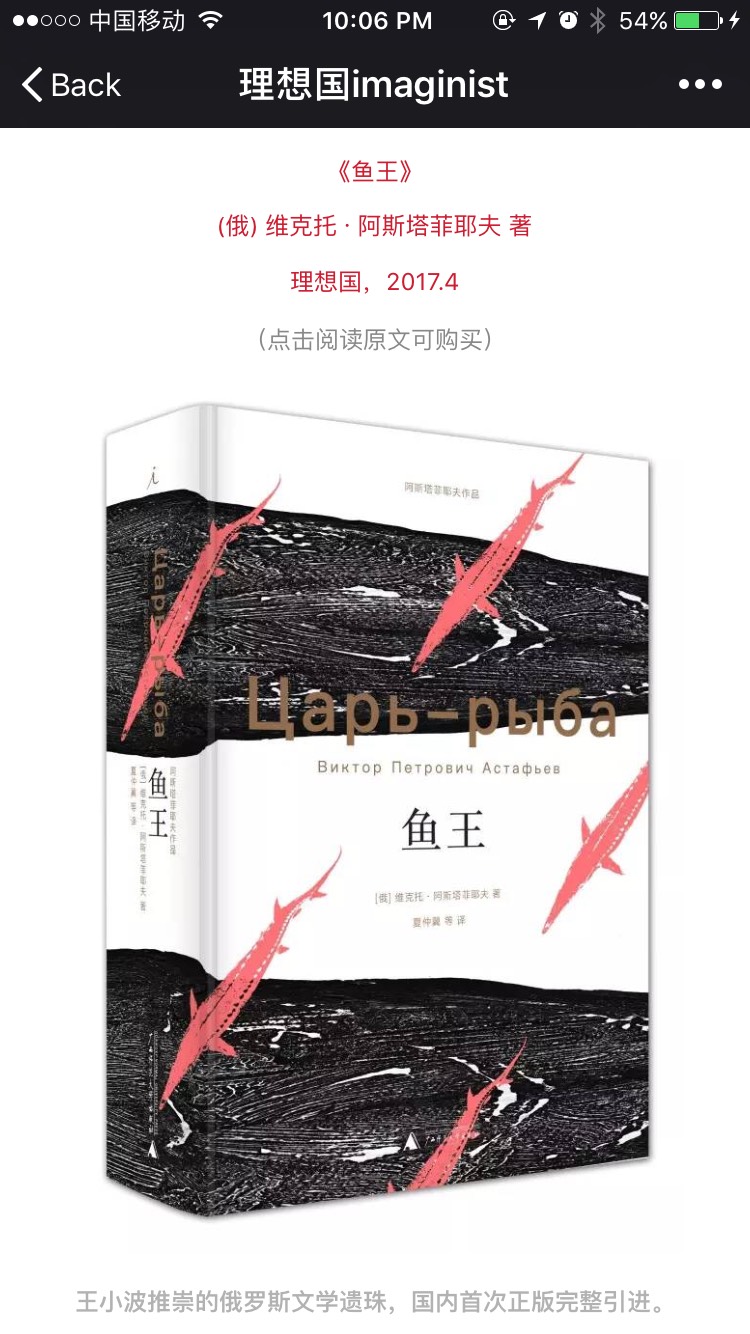 中国移动 10:06 PM 54%
Back 理想国imaginist
《鱼王》
(俄) 维克托 · 阿斯塔菲耶夫 著
理想国，2017.4
（点击阅读原文可购买）
阿斯塔菲耶夫作品
Царь-рыба
Виктор Петрович Астафьев
鱼王
[俄] 维克托 · 阿斯塔菲耶夫 著
夏仲翼 等 译
Царь-рыба
鱼王
阿斯塔菲耶夫作品
[俄] 维克托 · 阿斯塔菲耶夫 著
夏仲翼 等 译
王小波推崇的俄罗斯文学遗珠，国内首次正版完整引进。